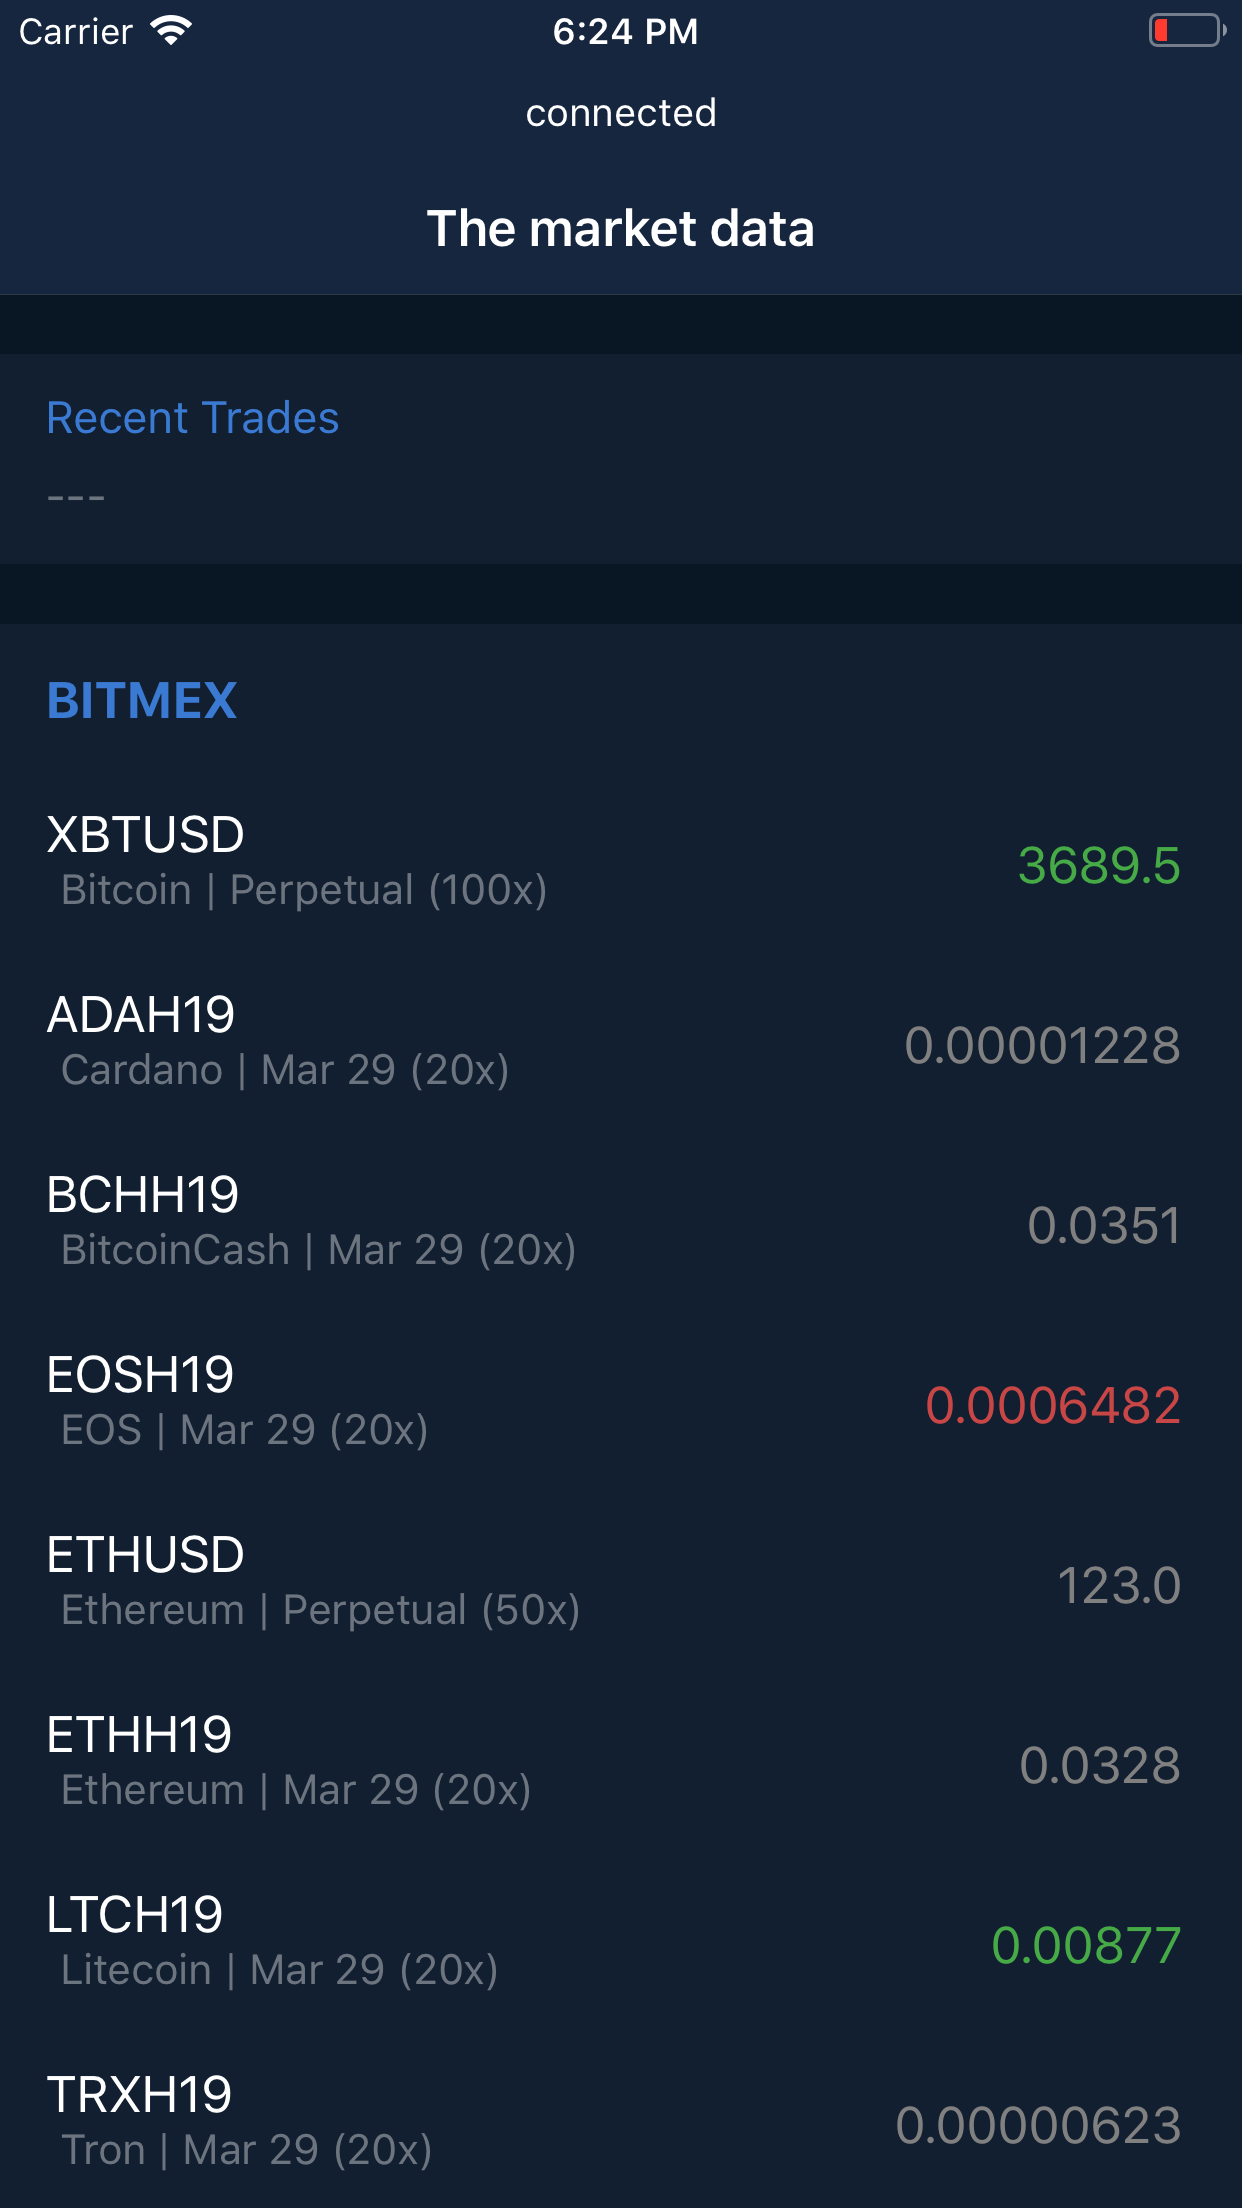 Carrier 6:24 PM
connected
The market data
Recent Trades
---
BITMEX
XBTUSD
Bitcoin | Perpetual (100x)
3689.5
ADAH19
Cardano | Mar 29 (20x)
0.00001228
BCHH19
BitcoinCash | Mar 29 (20x)
0.0351
EOSH19
EOS | Mar 29 (20x)
0.0006482
ETHUSD
Ethereum | Perpetual (50x)
123.0
ETHH19
Ethereum | Mar 29 (20x)
0.0328
LTCH19
Litecoin | Mar 29 (20x)
0.00877
TRXH19
Tron | Mar 29 (20x)
0.00000623